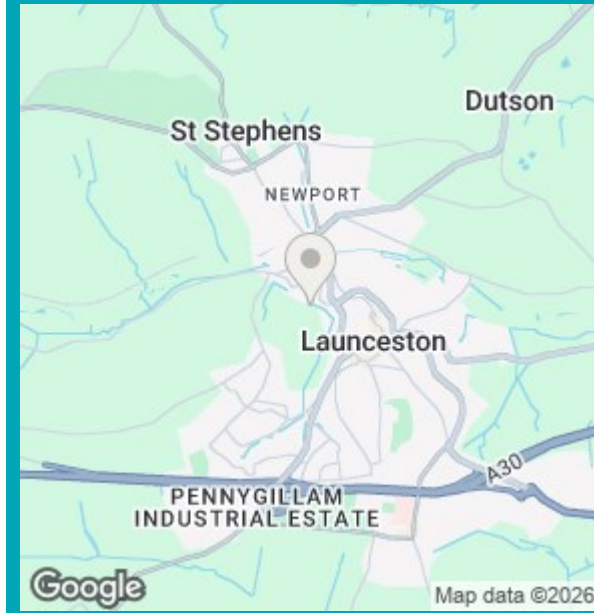 Dutson
St Stephens
NEWPORT
Launceston
A30
PENNYGILLAM
INDUSTRIAL ESTATE
Google
Map data ©2026